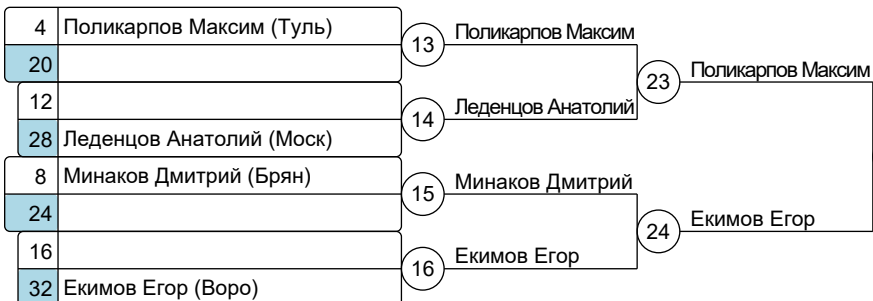 4 Поликарпов Максим (Туль)
13 Поликарпов Максим
20
23 Поликарпов Максим
12
14 Леденцов Анатолий
28 Леденцов Анатолий (Моск)
8 Минаков Дмитрий (Брян)
15 Минаков Дмитрий
24
24 Екимов Егор
16
16 Екимов Егор
32 Екимов Егор (Воро)